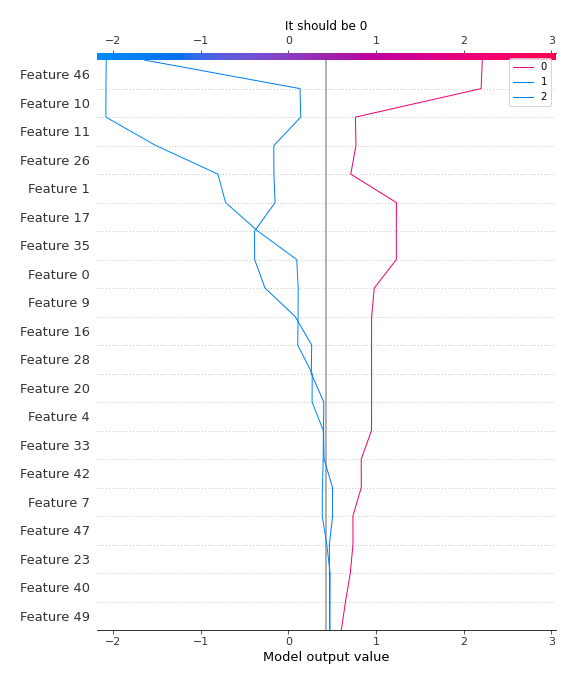 It should be 0
−2 −1 0 1 2 3
0
1
2
Feature 46
Feature 10
Feature 11
Feature 26
Feature 1
Feature 17
Feature 35
Feature 0
Feature 9
Feature 16
Feature 28
Feature 20
Feature 4
Feature 33
Feature 42
Feature 7
Feature 47
Feature 23
Feature 40
Feature 49
−2 −1 0 1 2 3
Model output value